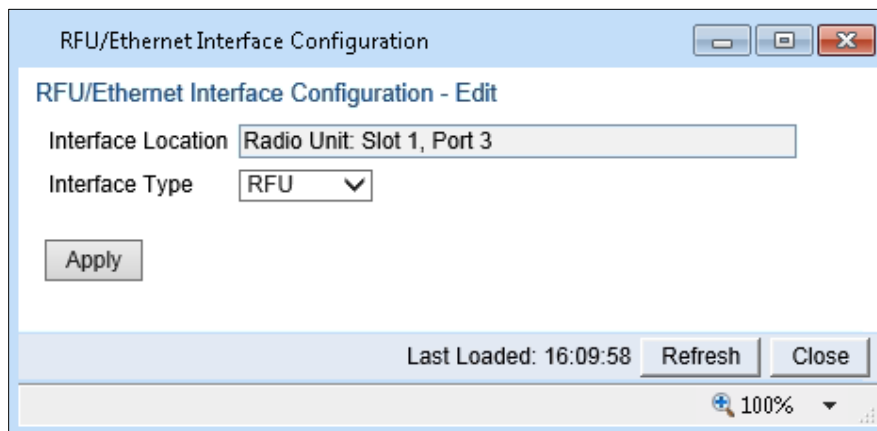 RFU/Ethernet Interface Configuration
RFU/Ethernet Interface Configuration - Edit
Interface Location Radio Unit: Slot 1, Port 3
Interface Type RFU
Apply
Last Loaded: 16:09:58 Refresh Close
100%